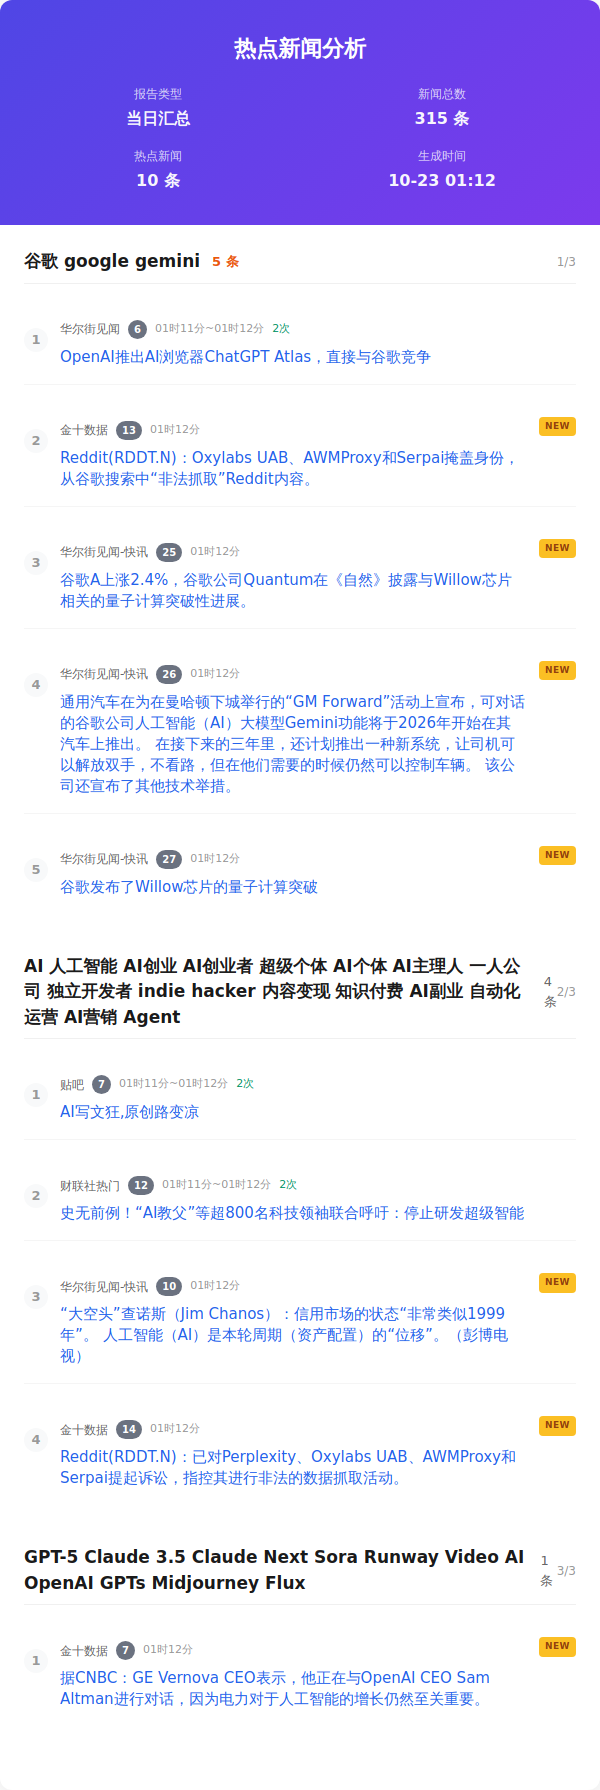 热点新闻分析
报告类型
新闻总数
当日汇总
315 条
热点新闻
生成时间
10 条
10-23 01:12
谷歌 google gemini 5 条 1/3
1
华尔街见闻 6 01时11分~01时12分 2次
OpenAI推出AI浏览器ChatGPT Atlas，直接与谷歌竞争
2
金十数据 13 01时12分 NEW
Reddit(RDDT.N)：Oxylabs UAB、AWMProxy和Serpai掩盖身份，
从谷歌搜索中“非法抓取”Reddit内容。
3
华尔街见闻-快讯 25 01时12分 NEW
谷歌A上涨2.4%，谷歌公司Quantum在《自然》披露与Willow芯片
相关的量子计算突破性进展。
4
华尔街见闻-快讯 26 01时12分 NEW
通用汽车在为在曼哈顿下城举行的“GM Forward”活动上宣布，可对话
的谷歌公司人工智能（AI）大模型Gemini功能将于2026年开始在其
汽车上推出。 在接下来的三年里，还计划推出一种新系统，让司机可
以解放双手，不看路，但在他们需要的时候仍然可以控制车辆。 该公
司还宣布了其他技术举措。
5
华尔街见闻-快讯 27 01时12分 NEW
谷歌发布了Willow芯片的量子计算突破
AI 人工智能 AI创业 AI创业者 超级个体 AI个体 AI主理人 一人公
司 独立开发者 indie hacker 内容变现 知识付费 AI副业 自动化
运营 AI营销 Agent
4
条
2/3
1
贴吧 7 01时11分~01时12分 2次
AI写文狂,原创路变凉
2
财联社热门 12 01时11分~01时12分 2次
史无前例！“AI教父”等超800名科技领袖联合呼吁：停止研发超级智能
3
华尔街见闻-快讯 10 01时12分 NEW
“大空头”查诺斯（Jim Chanos）：信用市场的状态“非常类似1999
年”。 人工智能（AI）是本轮周期（资产配置）的“位移”。（彭博电
视）
4
金十数据 14 01时12分 NEW
Reddit(RDDT.N)：已对Perplexity、Oxylabs UAB、AWMProxy和
Serpai提起诉讼，指控其进行非法的数据抓取活动。
GPT-5 Claude 3.5 Claude Next Sora Runway Video AI
OpenAI GPTs Midjourney Flux
1
条
3/3
1
金十数据 7 01时12分 NEW
据CNBC：GE Vernova CEO表示，他正在与OpenAI CEO Sam
Altman进行对话，因为电力对于人工智能的增长仍然至关重要。